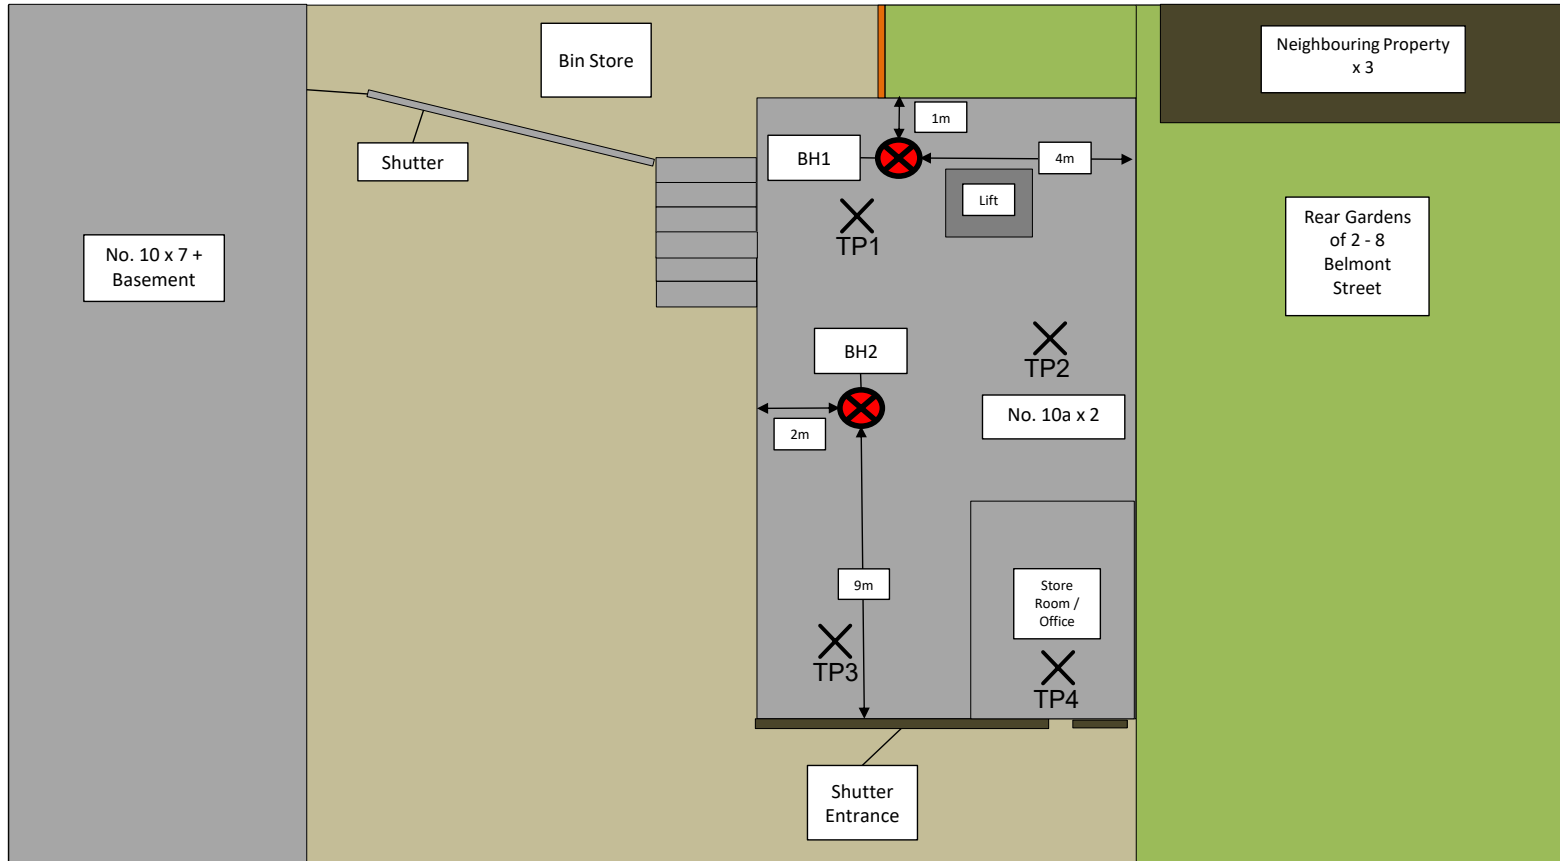 Bin Store
Neighbouring Property
x 3
1m
Shutter
BH1
4m
Lift
TP1
No. 10 x 7 +
Basement
Rear Gardens
of 2 - 8
Belmont
Street
BH2
TP2
No. 10a x 2
2m
9m
Store
Room /
Office
TP3
TP4
Shutter
Entrance